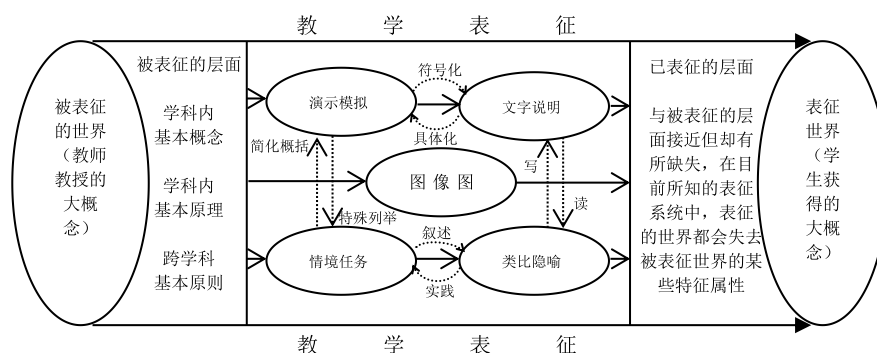 教 学 表 征
被表征
的世界
（教师
教授的
大概
念）
被表征的层面
学科内
基本概念
学科内
基本原理
跨学科
基本原则
演示模拟
符号化
文字说明
具体化
简化概括
写
图像图
特殊列举
读
叙述
情境任务
类比隐喻
实践
已表征的层面
与被表征的层
面接近但却有
所缺失，在目
前所知的表征
系统中，表征
的世界都会失去
被表征世界的某
些特征属性
表征
世界
（学
生获
得的
大概
念）
教 学 表 征